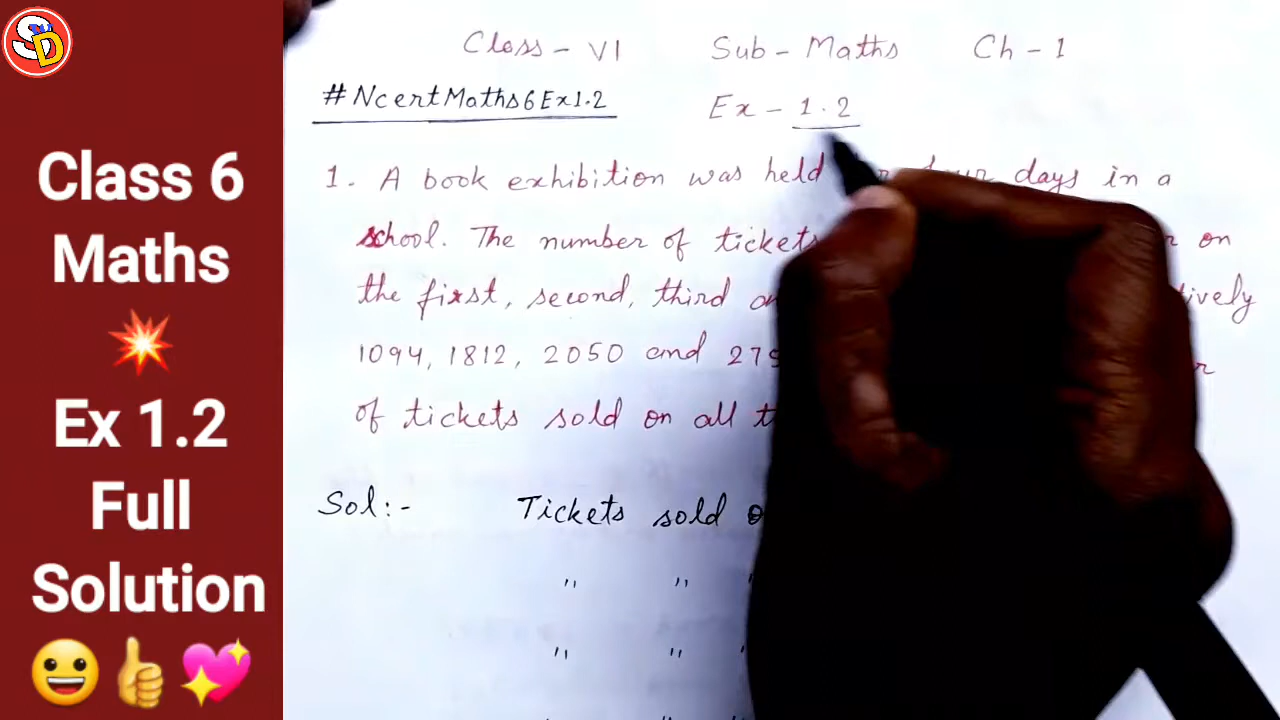 SD
Class 6
Maths
Ex 1.2
Full
Solution
Class - VI Sub - Maths Ch - 1
#NcertMaths6Ex1.2 Ex - 1.2
1. A book exhibition was held days in a
school. The number of tickets on
the first, second, third
1094, 1812, 2050 and
of tickets sold on all
Sol:- Tickets sold
" " "
" " "